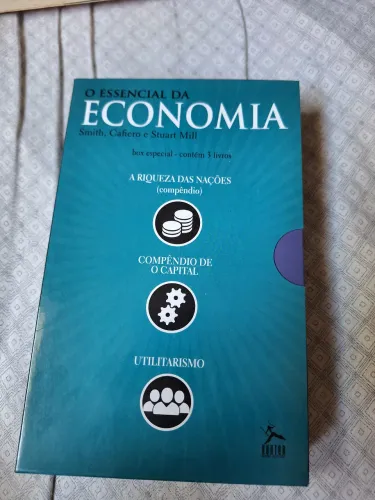 O ESSENCIAL DA
ECONOMIA
Smith, Cafiero e Stuart Mill
box especial - contém 3 livros
A RIQUEZA DAS NAÇÕES
(compêndio)
COMPÊNDIO DE
O CAPITAL
UTILITARISMO
HUNTER